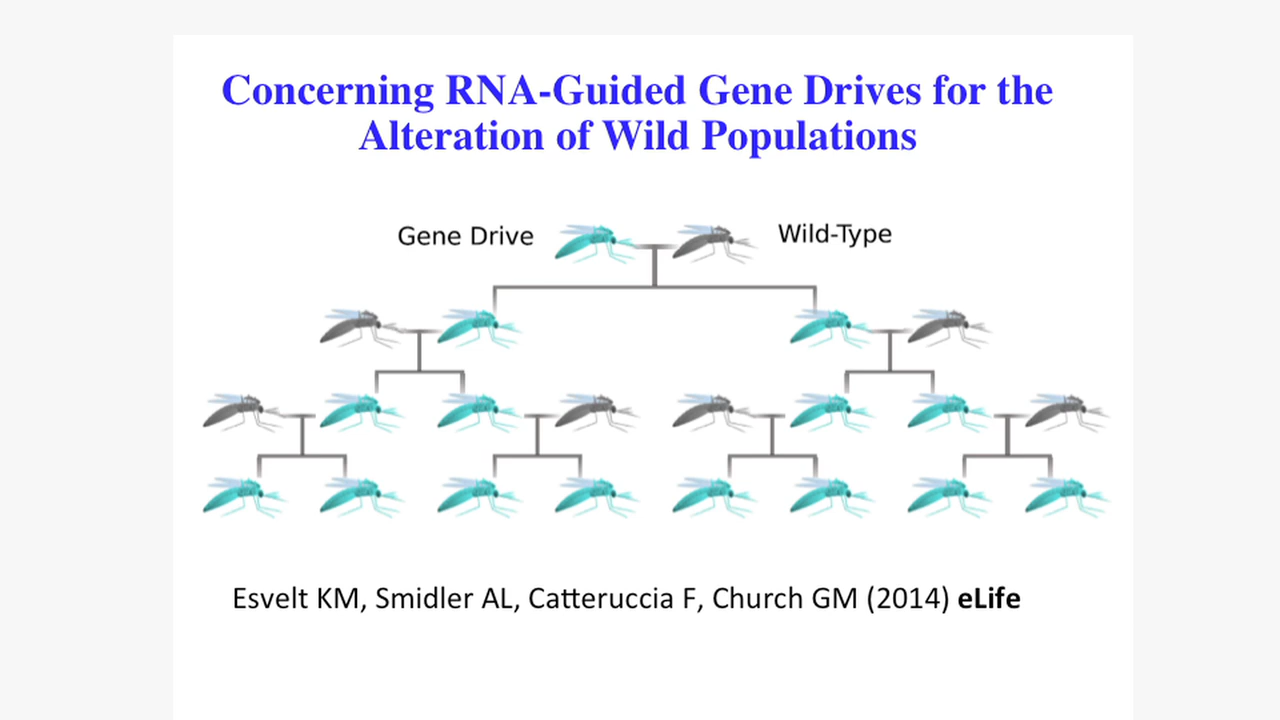 Concerning RNA-Guided Gene Drives for the
Alteration of Wild Populations
Gene Drive
Wild-Type
Esvelt KM, Smidler AL, Catteruccia F, Church GM (2014) eLife